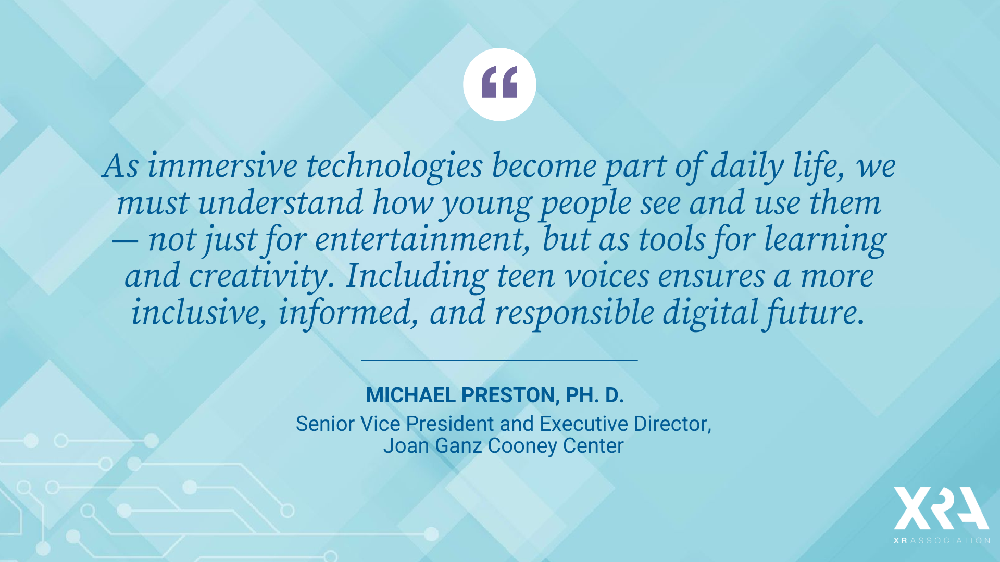 “
As immersive technologies become part of daily life, we
must understand how young people see and use them
— not just for entertainment, but as tools for learning
and creativity. Including teen voices ensures a more
inclusive, informed, and responsible digital future.
MICHAEL PRESTON, PH. D.
Senior Vice President and Executive Director,
Joan Ganz Cooney Center
XRA
XR ASSOCIATION